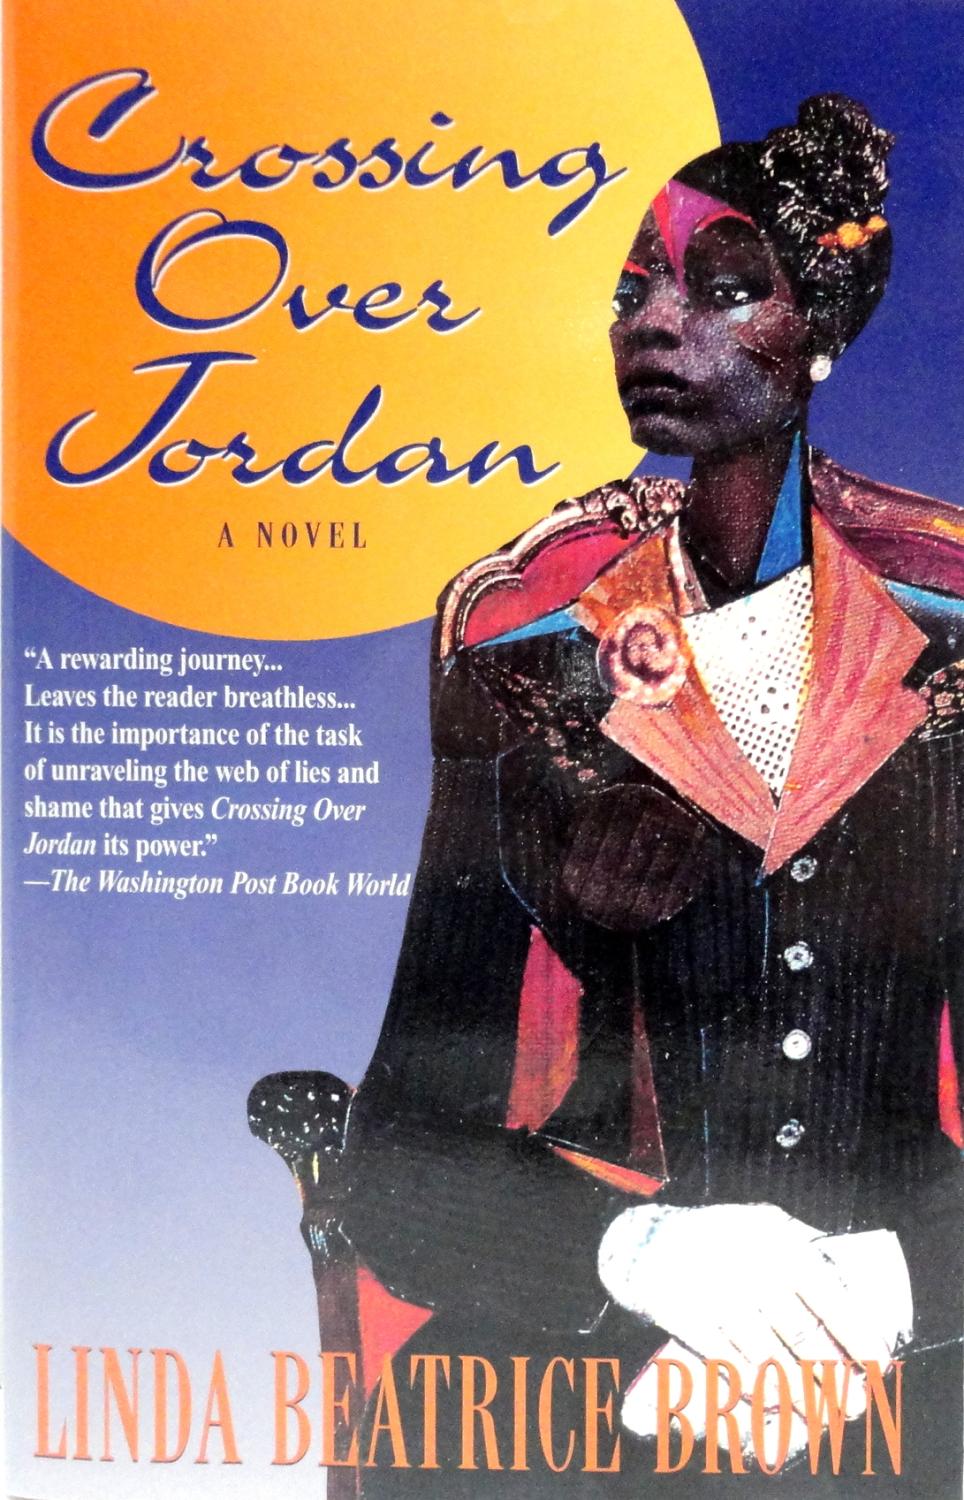 Crossing
Over
Jordan
A NOVEL
“A rewarding journey...
Leaves the reader breathless...
It is the importance of the task
of unraveling the web of lies and
shame that gives Crossing Over
Jordan its power.”
—The Washington Post Book World
LINDA BEATRICE BROWN